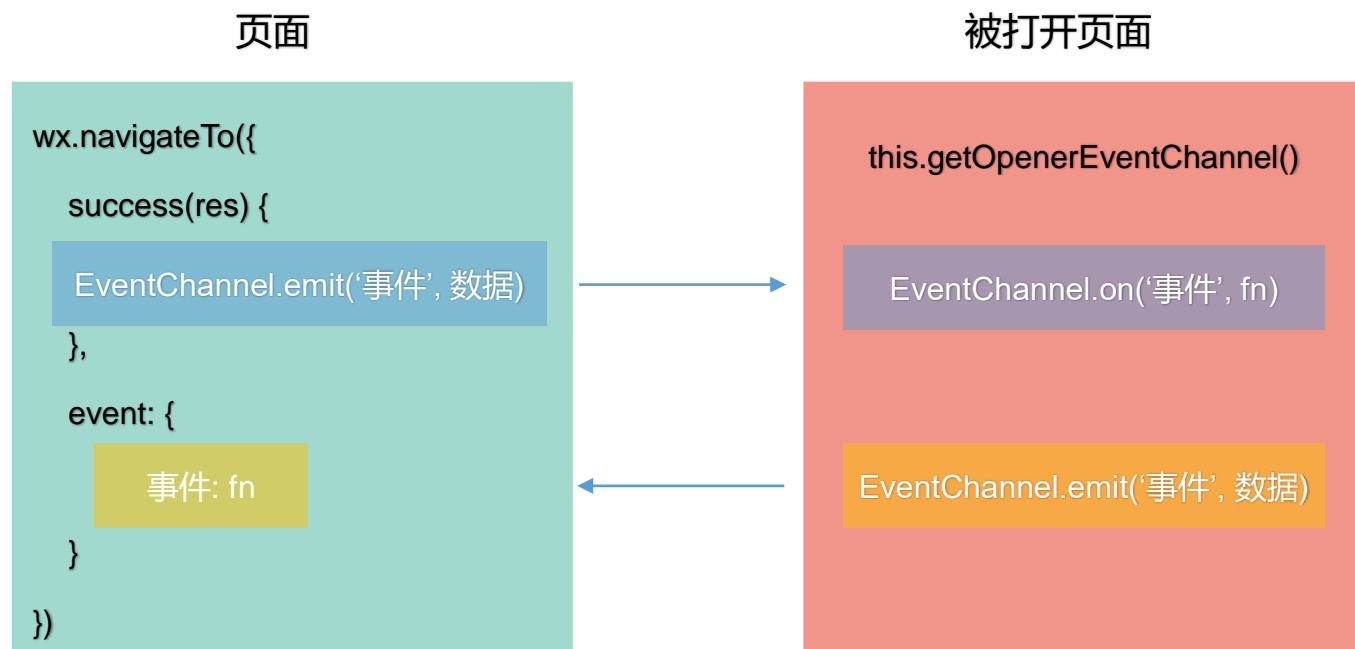 页面
wx.navigateTo({
success(res) {
EventChannel.emit(‘事件’, 数据)
},
event: {
事件: fn
}
})
被打开页面
this.getOpenerEventChannel()
EventChannel.on(‘事件’, fn)
EventChannel.emit(‘事件’, 数据)